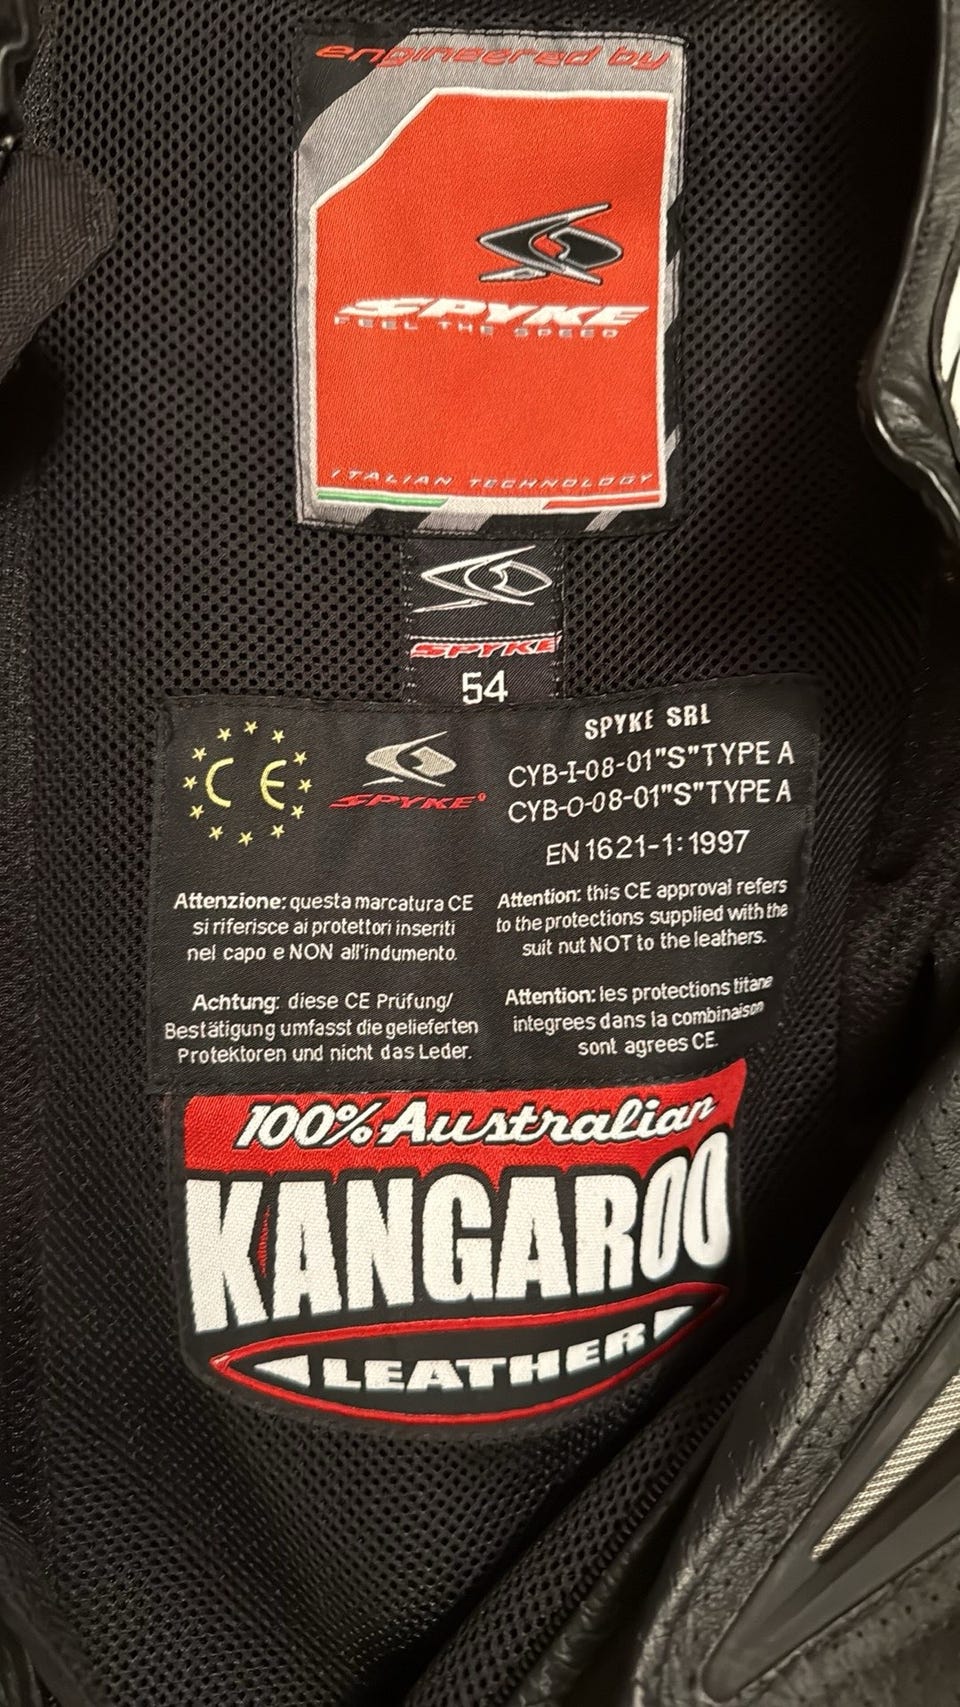 engineered by
SPYKE
FEEL THE SPEED
ITALIAN TECHNOLOGY
SPYKE
54
CE
SPYKE
SPYKE SRL
CYB-I-08-01"S"TYPE A
CYB-O-08-01"S"TYPE A
EN 1621-1:1997
Attenzione: questa marcatura CE
si riferisce ai protettori inseriti
nel capo e NON all'indumento.
Attention: this CE approval refers
to the protections supplied with the
suit nut NOT to the leathers.
Achtung: diese CE Prüfung/
Bestätigung umfasst die gelieferten
Protektoren und nicht das Leder.
Attention: les protections titane
integrees dans la combinaison
sont agrees CE.
100% Australian
KANGAROO
LEATHER